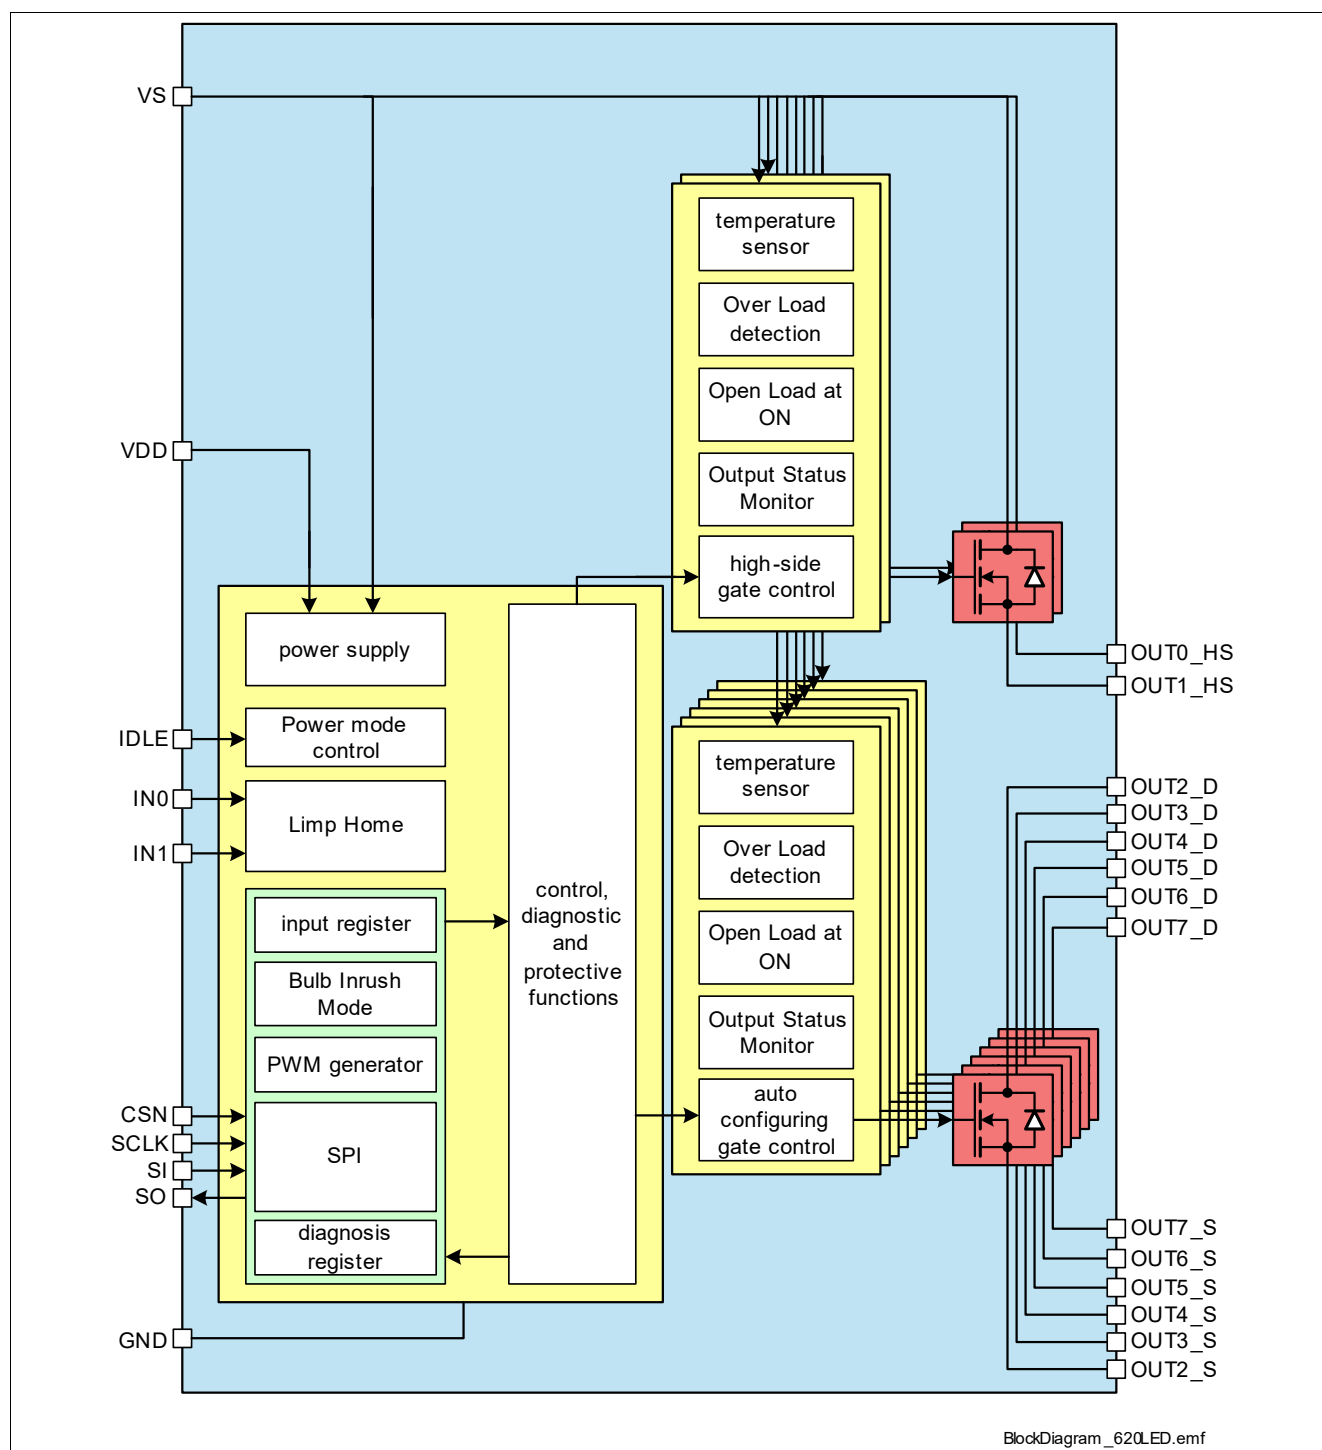 VS
temperature
sensor
Over Load
detection
Open Load at
ON
Output Status
Monitor
high-side
gate control
VDD
power supply
OUT0_HS
OUT1_HS
IDLE
Power mode
control
IN0
IN1
Limp Home
input register
Bulb Inrush
Mode
PWM generator
CSN
SCLK
SI
SO
SPI
diagnosis
register
control,
diagnostic
and
protective
functions
temperature
sensor
Over Load
detection
Open Load at
ON
Output Status
Monitor
auto
configuring
gate control
OUT2_D
OUT3_D
OUT4_D
OUT5_D
OUT6_D
OUT7_D
OUT7_S
OUT6_S
OUT5_S
OUT4_S
OUT3_S
OUT2_S
GND
BlockDiagram_620LED.emf